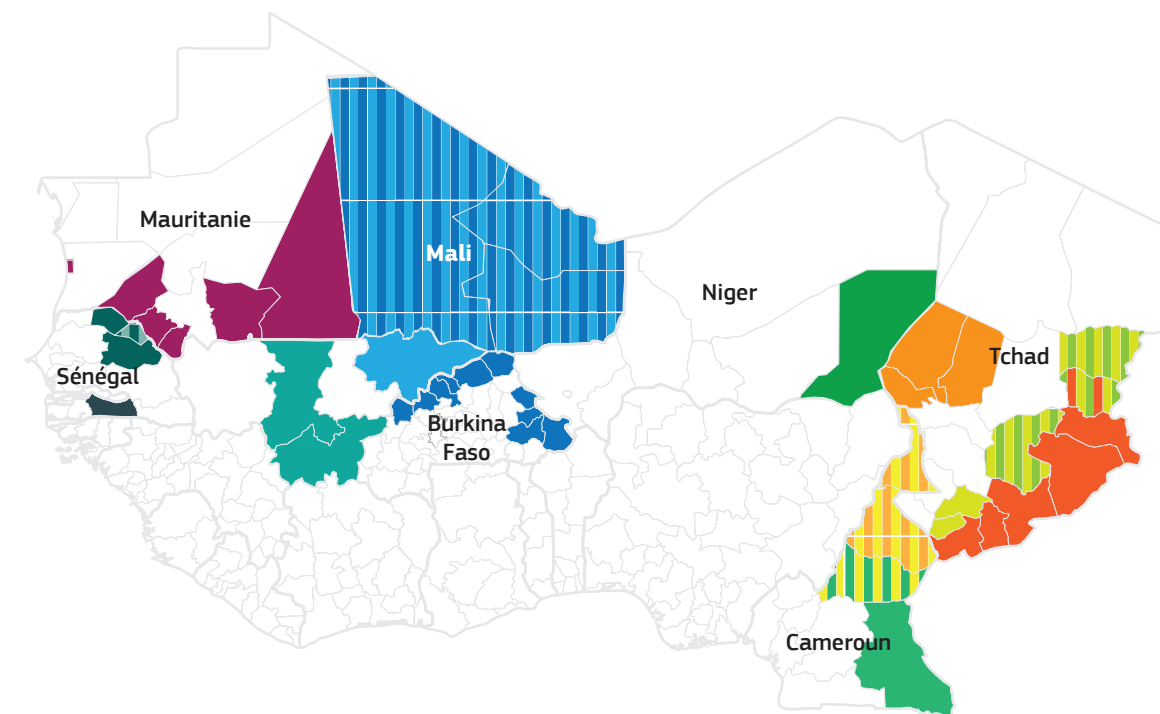 Mauritanie
Mali
Niger
Tchad
Sénégal
Burkina
Faso
Cameroun